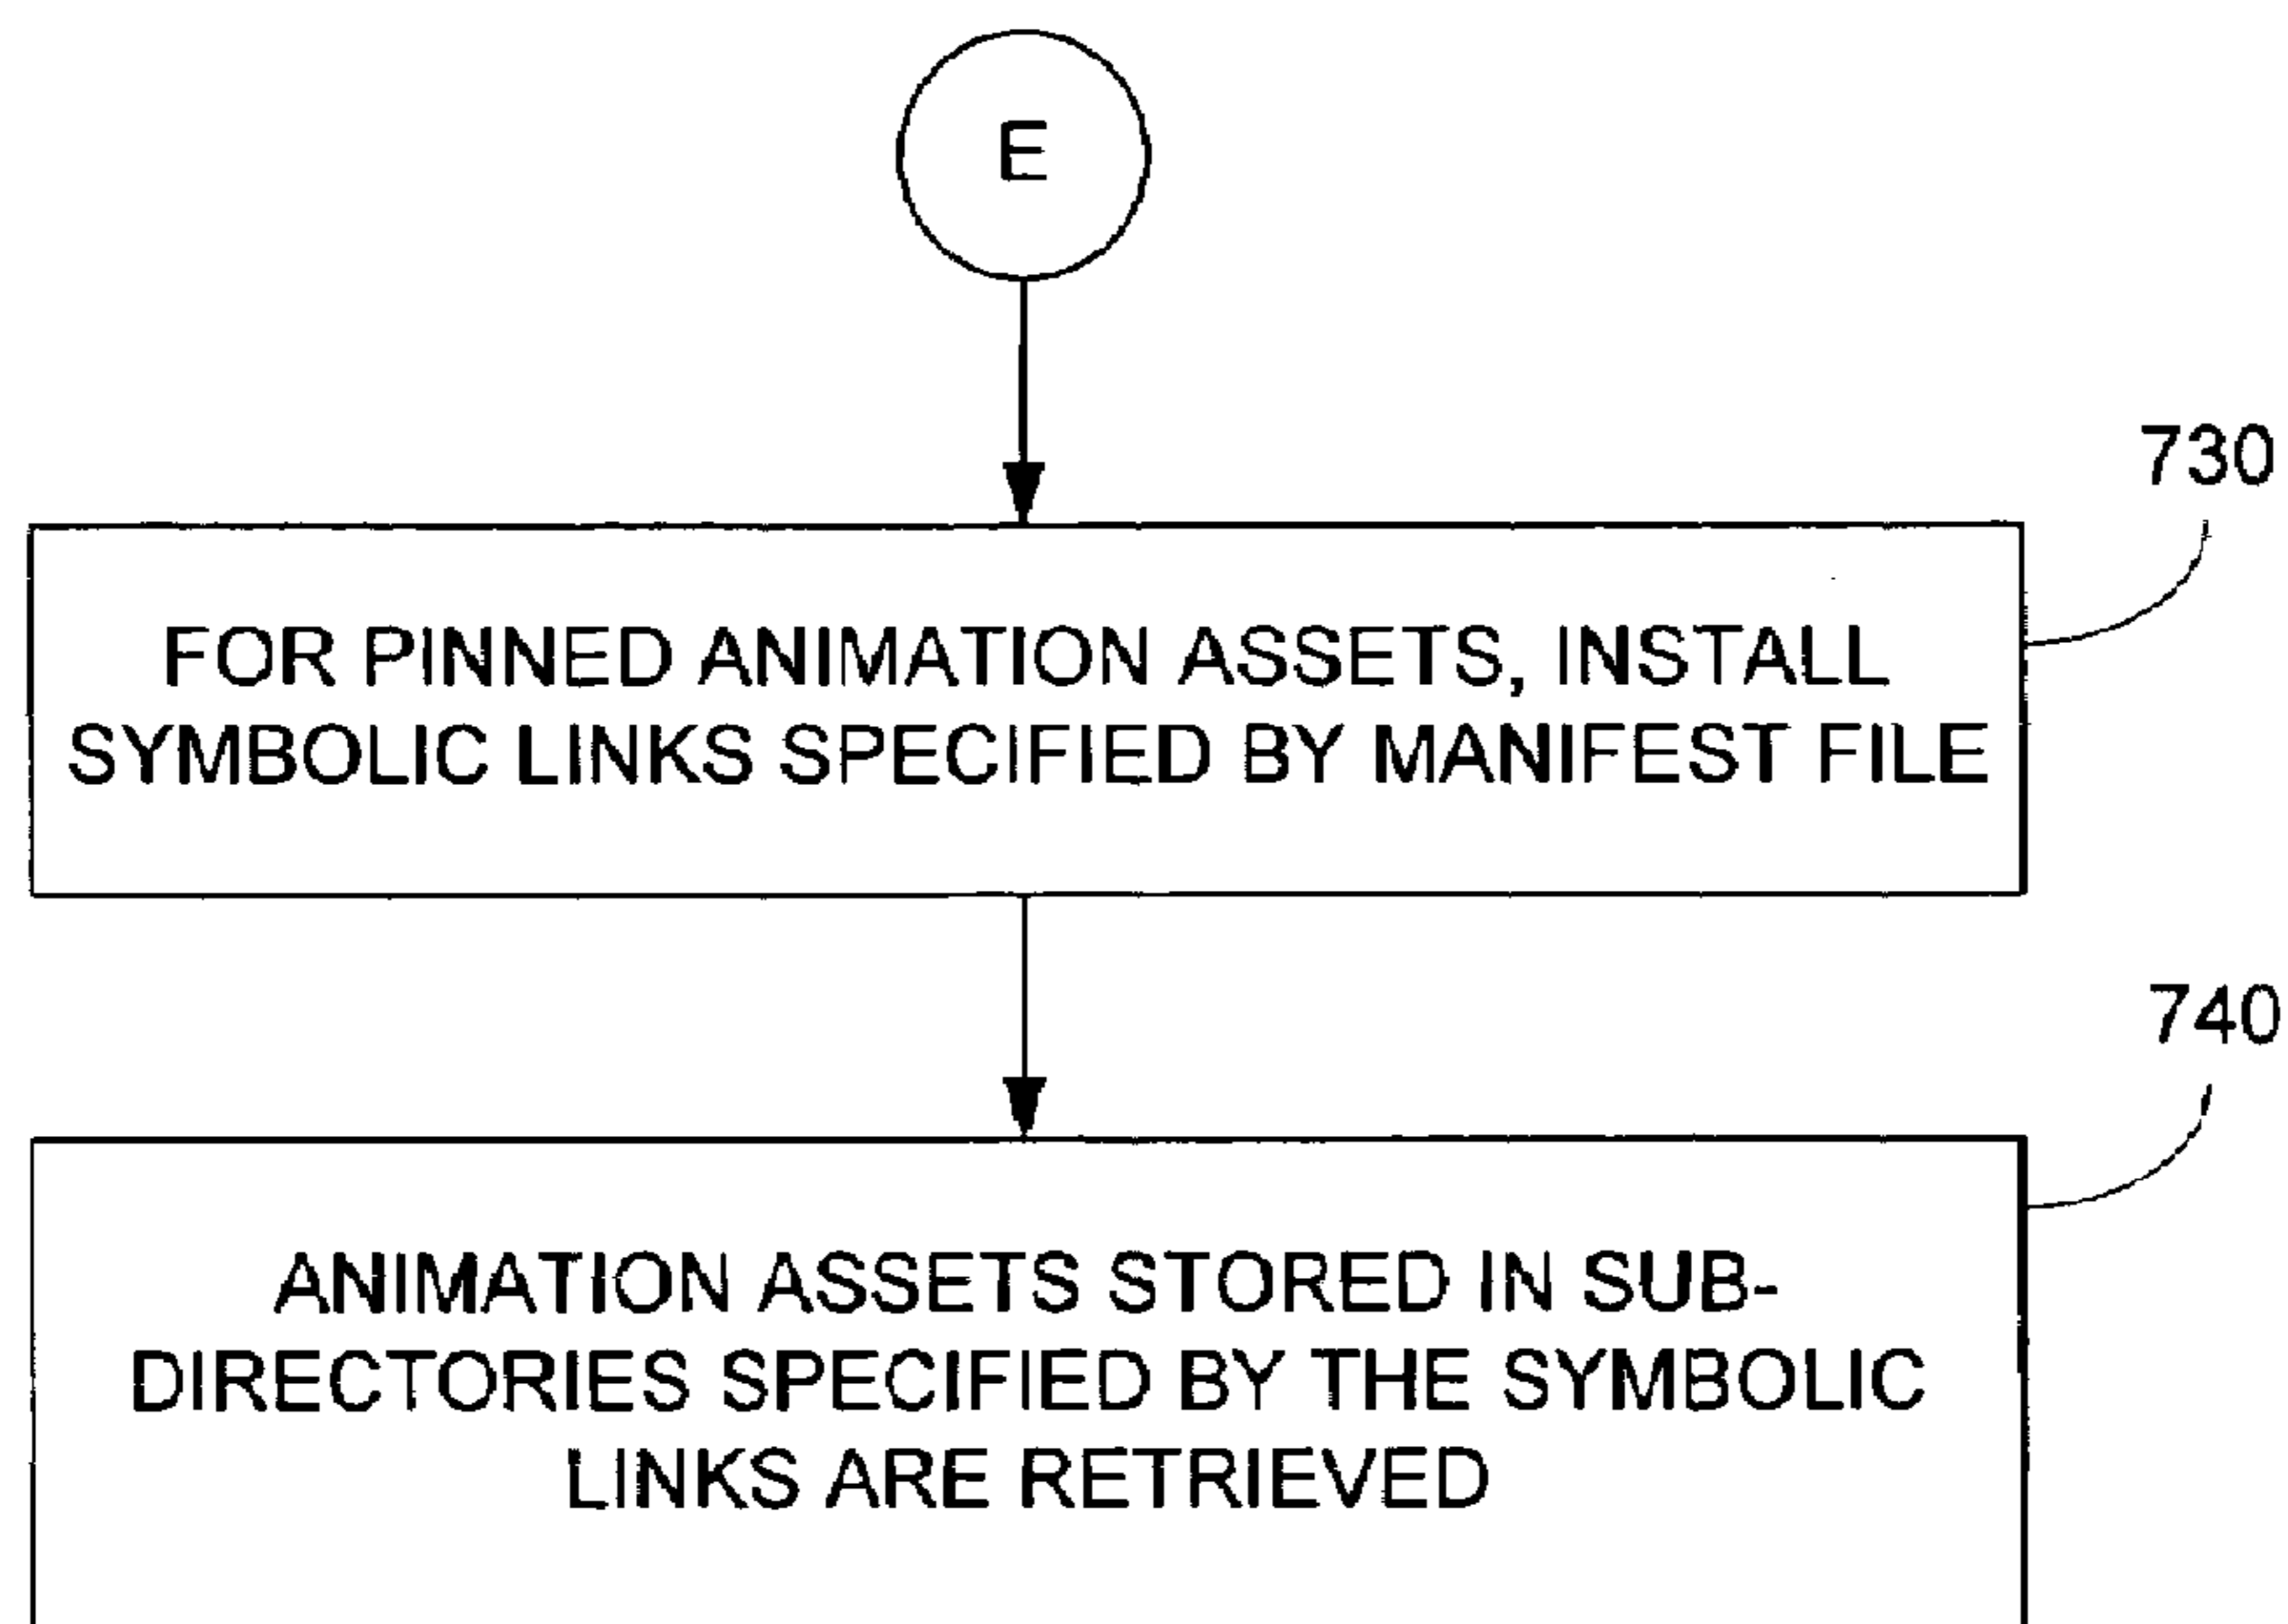 E
730
FOR PINNED ANIMATION ASSETS, INSTALL
SYMBOLIC LINKS SPECIFIED BY MANIFEST FILE
740
ANIMATION ASSETS STORED IN SUB-
DIRECTORIES SPECIFIED BY THE SYMBOLIC
LINKS ARE RETRIEVED